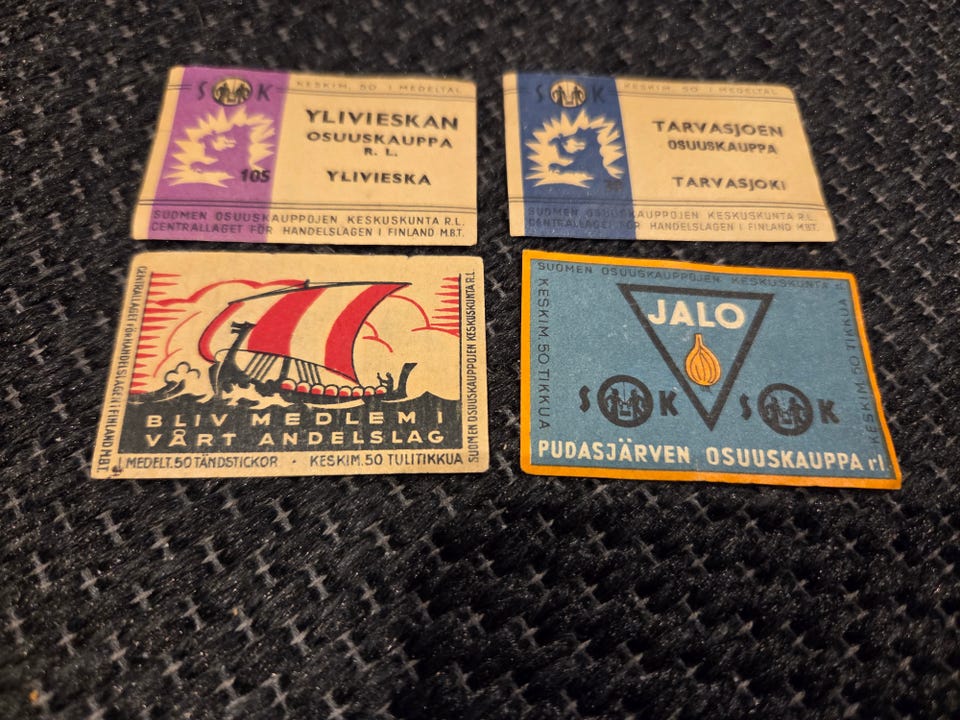 SOK
KESKIM. 50 I MEDELTAL
YLIVIESKAN
OSUUSKAUPPA
R. L.
105
YLIVIESKA
SUOMEN OSUUSKAUPPOJEN KESKUSKUNTA R.L.
CENTRALLAGET FÖR HANDELSLAGEN I FINLAND M.B.T.
SOK
KESKIM. 50 I MEDELTAL
TARVASJOEN
OSUUSKAUPPA
TARVASJOKI
SUOMEN OSUUSKAUPPOJEN KESKUSKUNTA R.L.
CENTRALLAGET FÖR HANDELSLAGEN I FINLAND M.B.T.
CENTRALLAGET FÖR HANDELSLAGEN I FINLAND M.B.T.
BLIV MEDLEM I
VÅRT ANDELSLAG
MEDELT. 50 TÄNDSTICKOR · KESKIM. 50 TULITIKKUA
SUOMEN OSUUSKAUPPOJEN KESKUSKUNTA R.L.
SUOMEN OSUUSKAUPPOJEN KESKUSKUNTA r.l.
KESKIM. 50 TIKKUA
JALO
SOK
SOK
KESKIM. 50 TIKKUA
PUDASJÄRVEN OSUUSKAUPPA r.l.